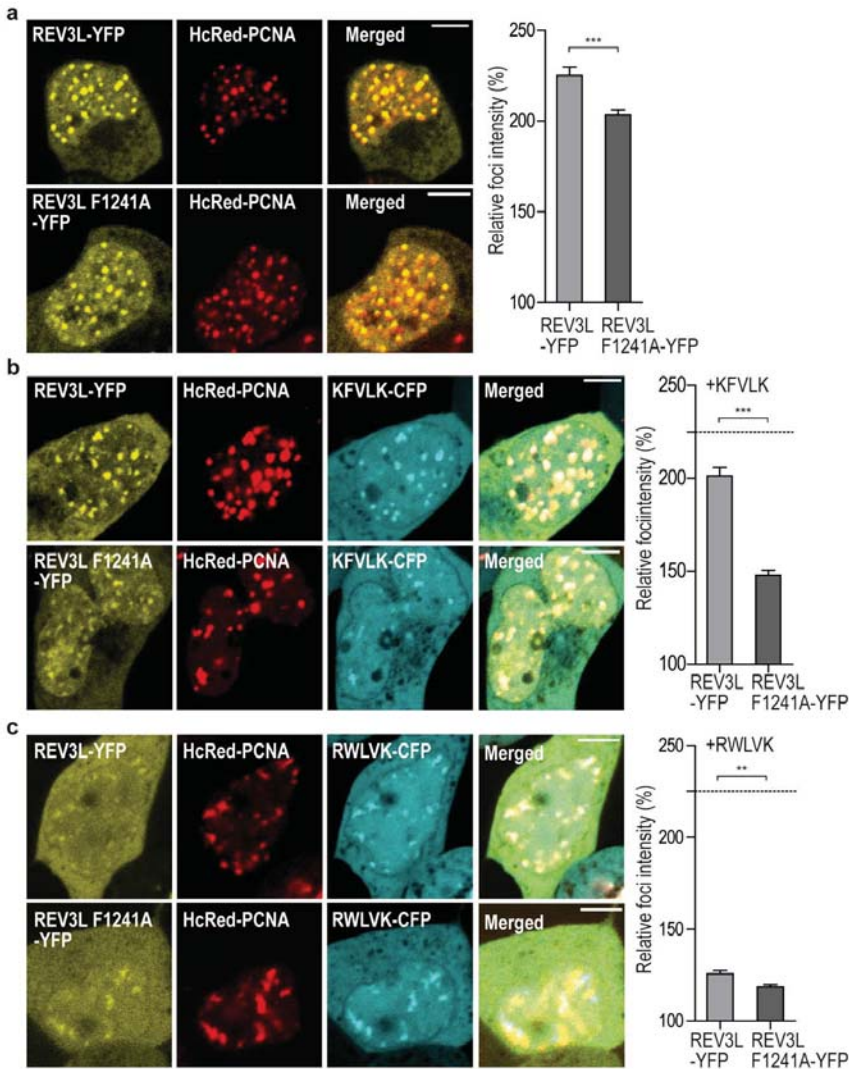 a
REV3L-YFP
HcRed-PCNA
Merged
REV3L F1241A
-YFP
HcRed-PCNA
Merged
Relative foci intensity (%)
250
200
150
100
***
REV3L
-YFP
REV3L
F1241A-YFP
b
REV3L-YFP
HcRed-PCNA
KFVLK-CFP
Merged
REV3L F1241A
-YFP
HcRed-PCNA
KFVLK-CFP
Merged
Relative fociintensity (%)
250
200
150
100
+KFVLK
***
REV3L
-YFP
REV3L
F1241A-YFP
c
REV3L-YFP
HcRed-PCNA
RWLVK-CFP
Merged
REV3L F1241A
-YFP
HcRed-PCNA
RWLVK-CFP
Merged
Relative foci intensity (%)
250
200
150
100
+RWLVK
**
REV3L
-YFP
REV3L
F1241A-YFP